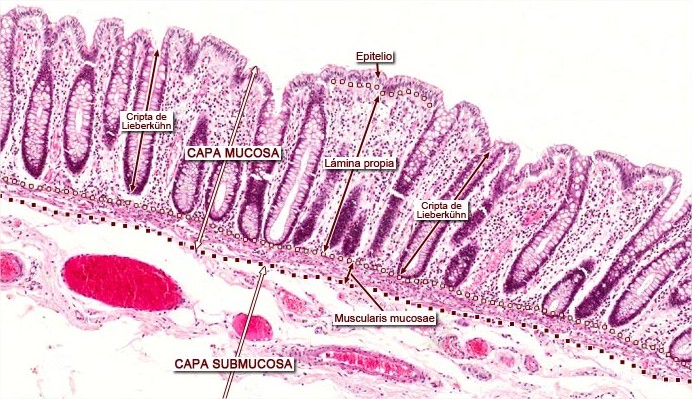 Epitelio
Cripta de
Lieberkühn
CAPA MUCOSA
Lámina propia
Cripta de
Lieberkühn
Muscularis mucosae
CAPA SUBMUCOSA